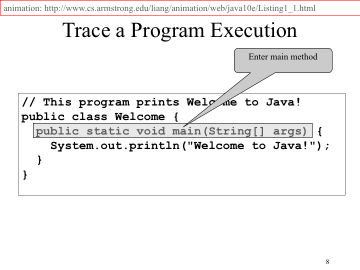 animation: http://www.cs.armstrong.edu/liang/animation/web/java10e/Listing1_1.html
Trace a Program Execution
Enter main method
// This program prints Welcome to Java!
public class Welcome {
public static void main(String[] args) {
System.out.println("Welcome to Java!");
}
}
8